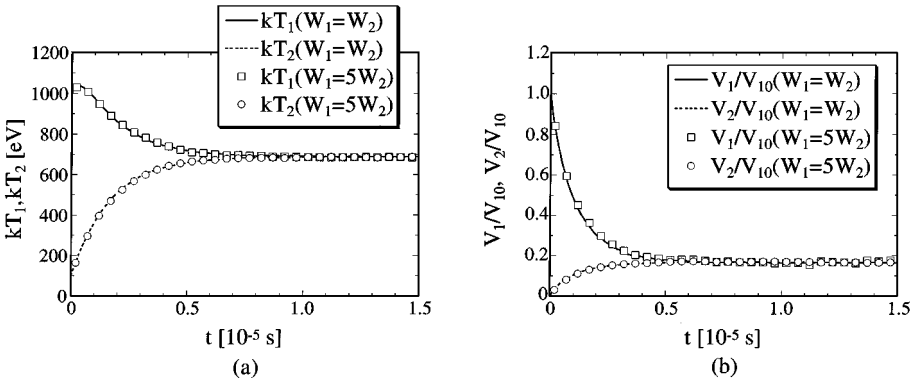 kT₁(W₁=W₂)
kT₂(W₁=W₂)
kT₁(W₁=5W₂)
kT₂(W₁=5W₂)
1200
1000
800
600
400
200
0
kT₁,kT₂ [eV]
0
0.5
1.0
1.5
t [10⁻⁵ s]
(a)
V₁/V₁₀(W₁=W₂)
V₂/V₁₀(W₁=W₂)
V₁/V₁₀(W₁=5W₂)
V₂/V₁₀(W₁=5W₂)
1.2
1.0
0.8
0.6
0.4
0.2
0
V₁/V₁₀, V₂/V₁₀
0
0.5
1.0
1.5
t [10⁻⁵ s]
(b)